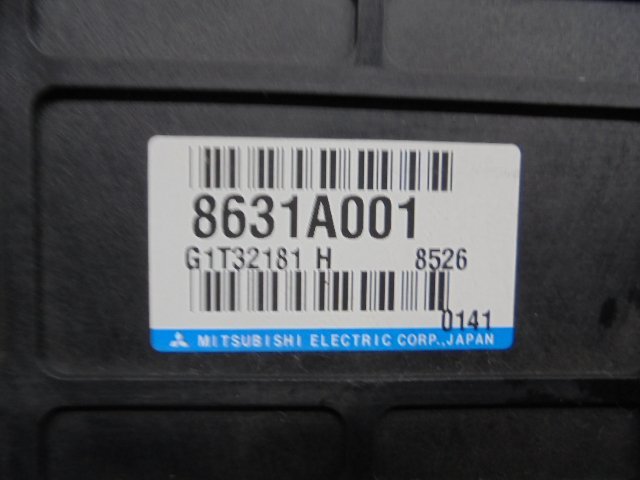 8631A001
G1T32181 H 8526
0141
MITSUBISHI ELECTRIC CORP., JAPAN